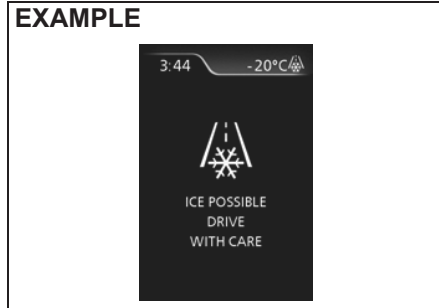 EXAMPLE
3:44 -20°C
ICE POSSIBLE
DRIVE
WITH CARE